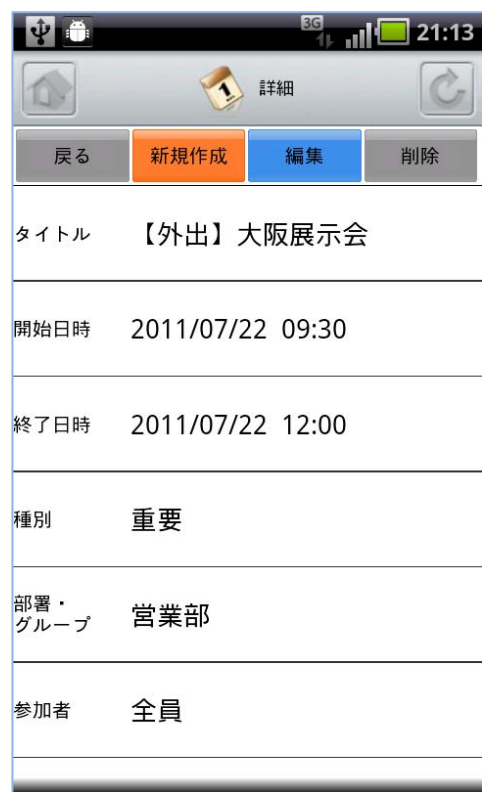 3G 21:13
1 詳細
戻る 新規作成 編集 削除
タイトル 【外出】大阪展示会
開始日時 2011/07/22 09:30
終了日時 2011/07/22 12:00
種別 重要
部署・
グループ 営業部
参加者 全員